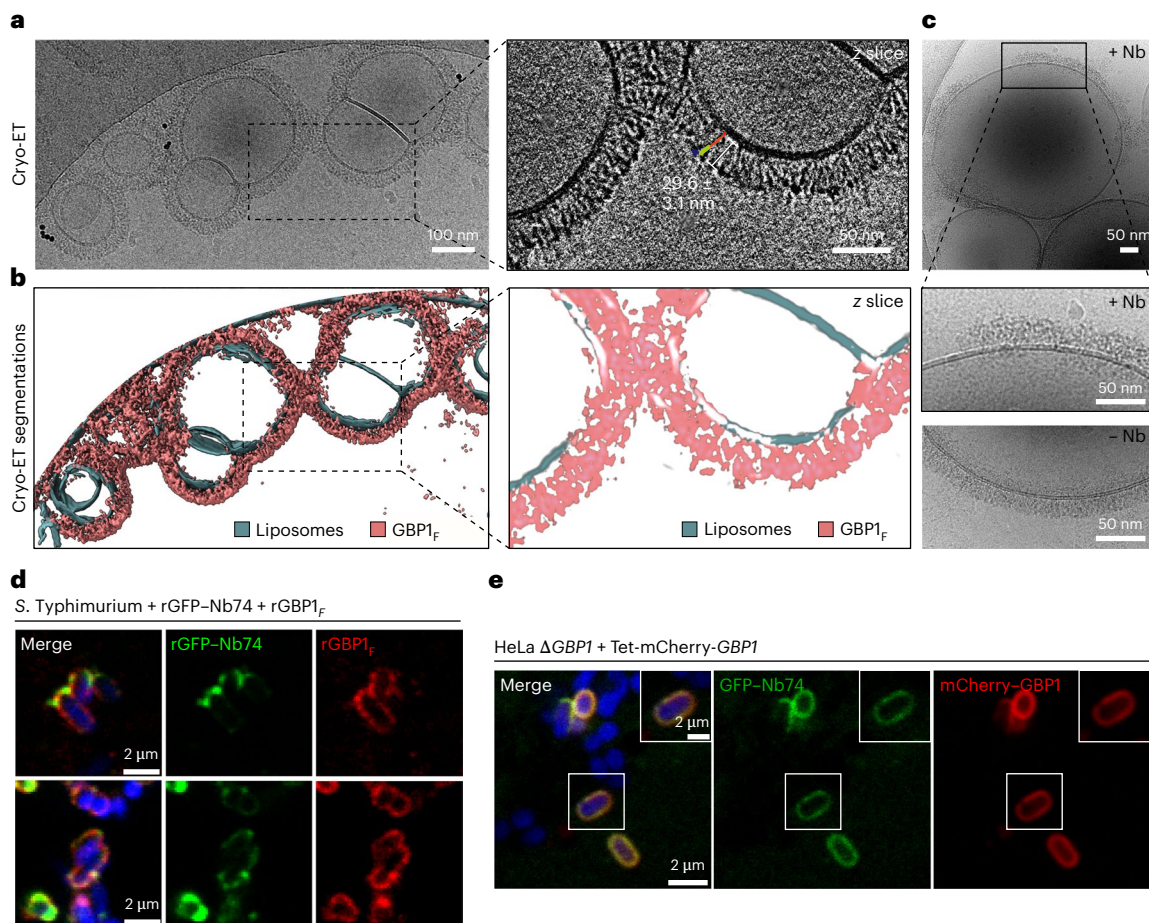 a
Cryo-ET
100 nm
z slice
29.6 ±
3.1 nm
50 nm
b
Cryo-ET segmentations
Liposomes
GBP1F
z slice
Liposomes
GBP1F
c
+ Nb
50 nm
+ Nb
50 nm
– Nb
50 nm
d
S. Typhimurium + rGFP–Nb74 + rGBP1F
Merge
rGFP–Nb74
rGBP1F
2 µm
2 µm
e
HeLa ΔGBP1 + Tet-mCherry-GBP1
Merge
2 µm
GFP–Nb74
mCherry–GBP1
2 µm